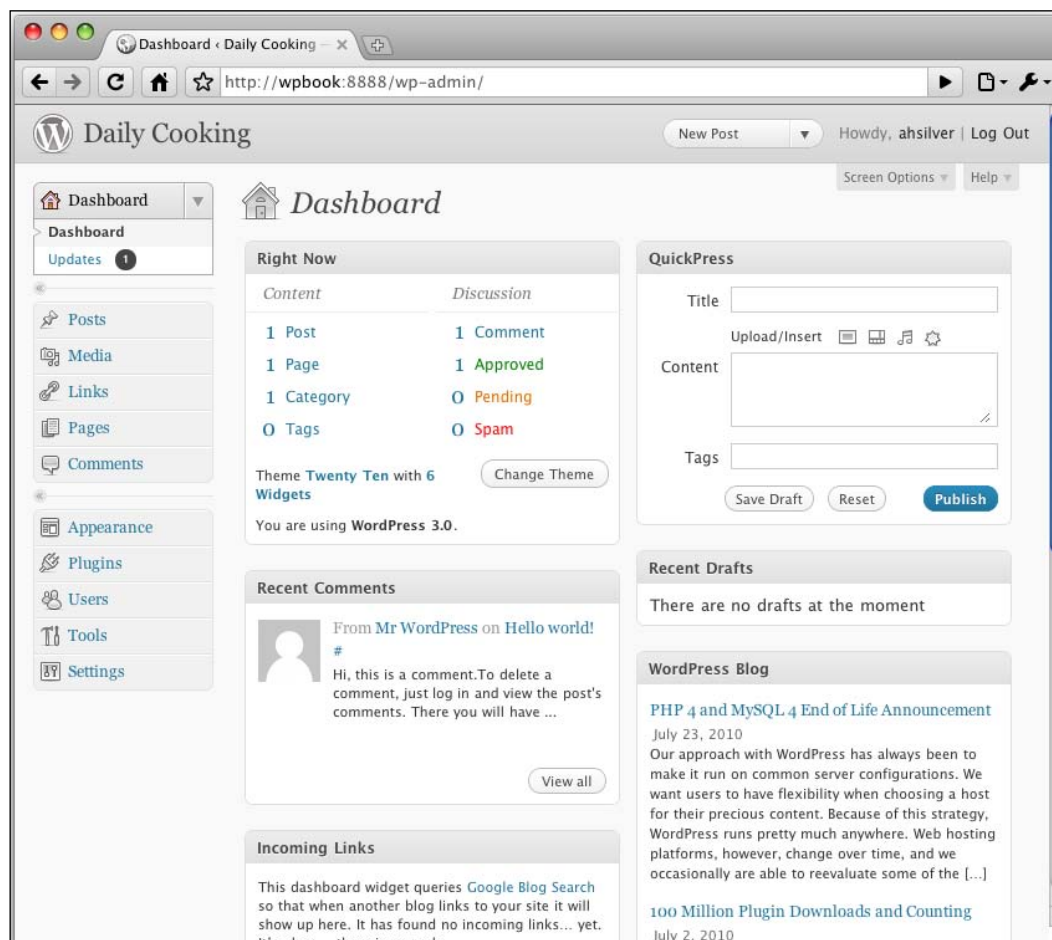 Dashboard ‹ Daily Cooking –
http://wpbook:8888/wp-admin/
Daily Cooking
New Post
Howdy, ahsilver | Log Out
Screen Options
Help
Dashboard
Dashboard
Updates 1
Posts
Media
Links
Pages
Comments
Appearance
Plugins
Users
Tools
Settings
Dashboard
Right Now
Content
Discussion
1 Post
1 Comment
1 Page
1 Approved
1 Category
0 Pending
0 Tags
0 Spam
Theme Twenty Ten with 6
Widgets
Change Theme
You are using WordPress 3.0.
Recent Comments
From Mr WordPress on Hello world!
#
Hi, this is a comment.To delete a
comment, just log in and view the post's
comments. There you will have ...
View all
Incoming Links
This dashboard widget queries Google Blog Search
so that when another blog links to your site it will
show up here. It has found no incoming links... yet.
QuickPress
Title
Upload/Insert
Content
Tags
Save Draft
Reset
Publish
Recent Drafts
There are no drafts at the moment
WordPress Blog
PHP 4 and MySQL 4 End of Life Announcement
July 23, 2010
Our approach with WordPress has always been to
make it run on common server configurations. We
want users to have flexibility when choosing a host
for their precious content. Because of this strategy,
WordPress runs pretty much anywhere. Web hosting
platforms, however, change over time, and we
occasionally are able to reevaluate some of the [...]
100 Million Plugin Downloads and Counting
July 2, 2010